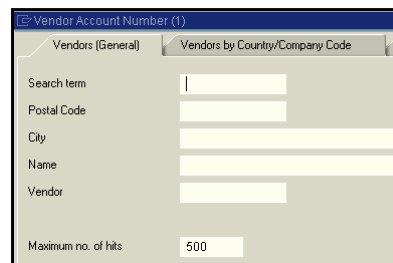 Vendor Account Number (1)
Vendors (General) Vendors by Country/Company Code
Search term
Postal Code
City
Name
Vendor
Maximum no. of hits 500